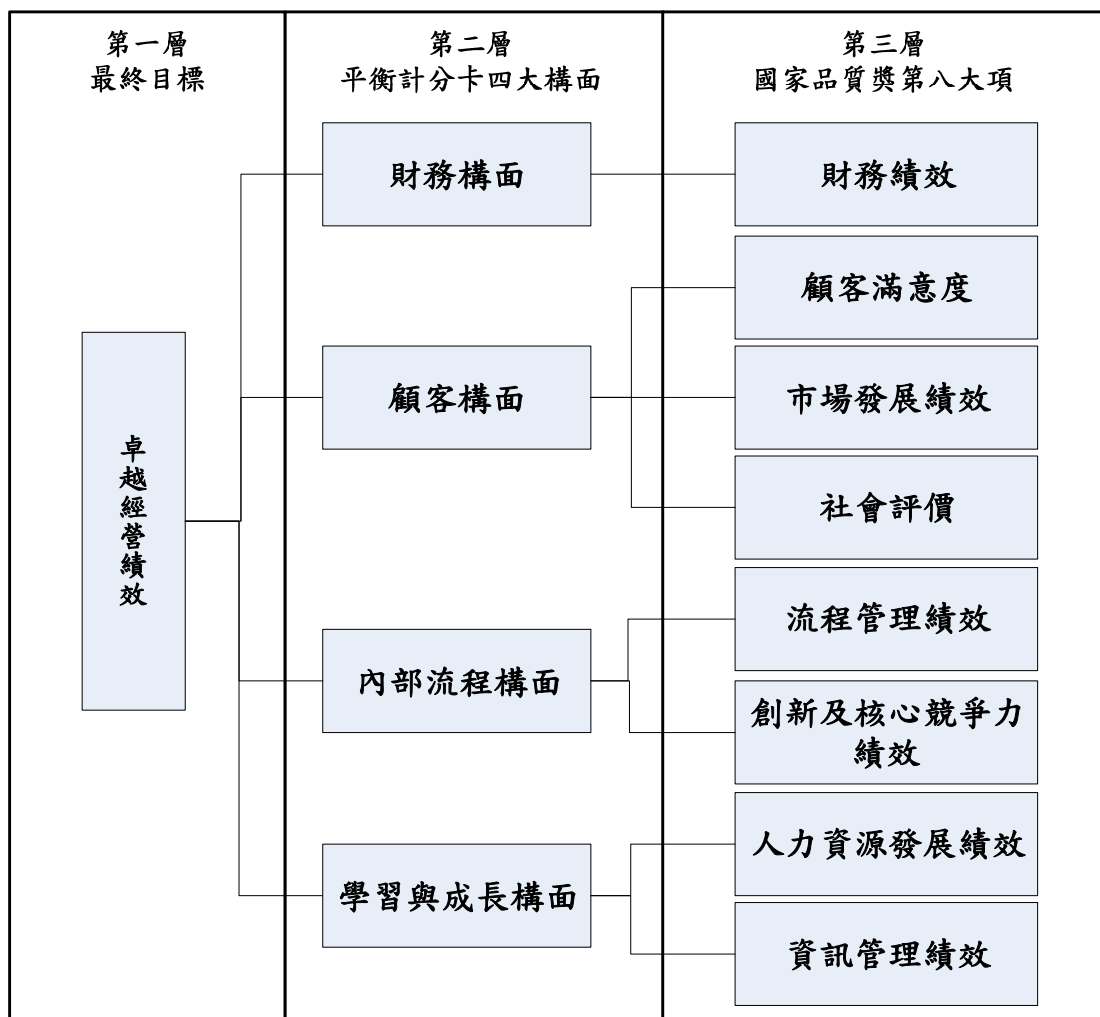 第一層
最終目標
第二層
平衡計分卡四大構面
第三層
國家品質獎第八大項
卓越經營績效
財務構面
財務績效
顧客構面
顧客滿意度
市場發展績效
社會評價
內部流程構面
流程管理績效
創新及核心競爭力
績效
學習與成長構面
人力資源發展績效
資訊管理績效